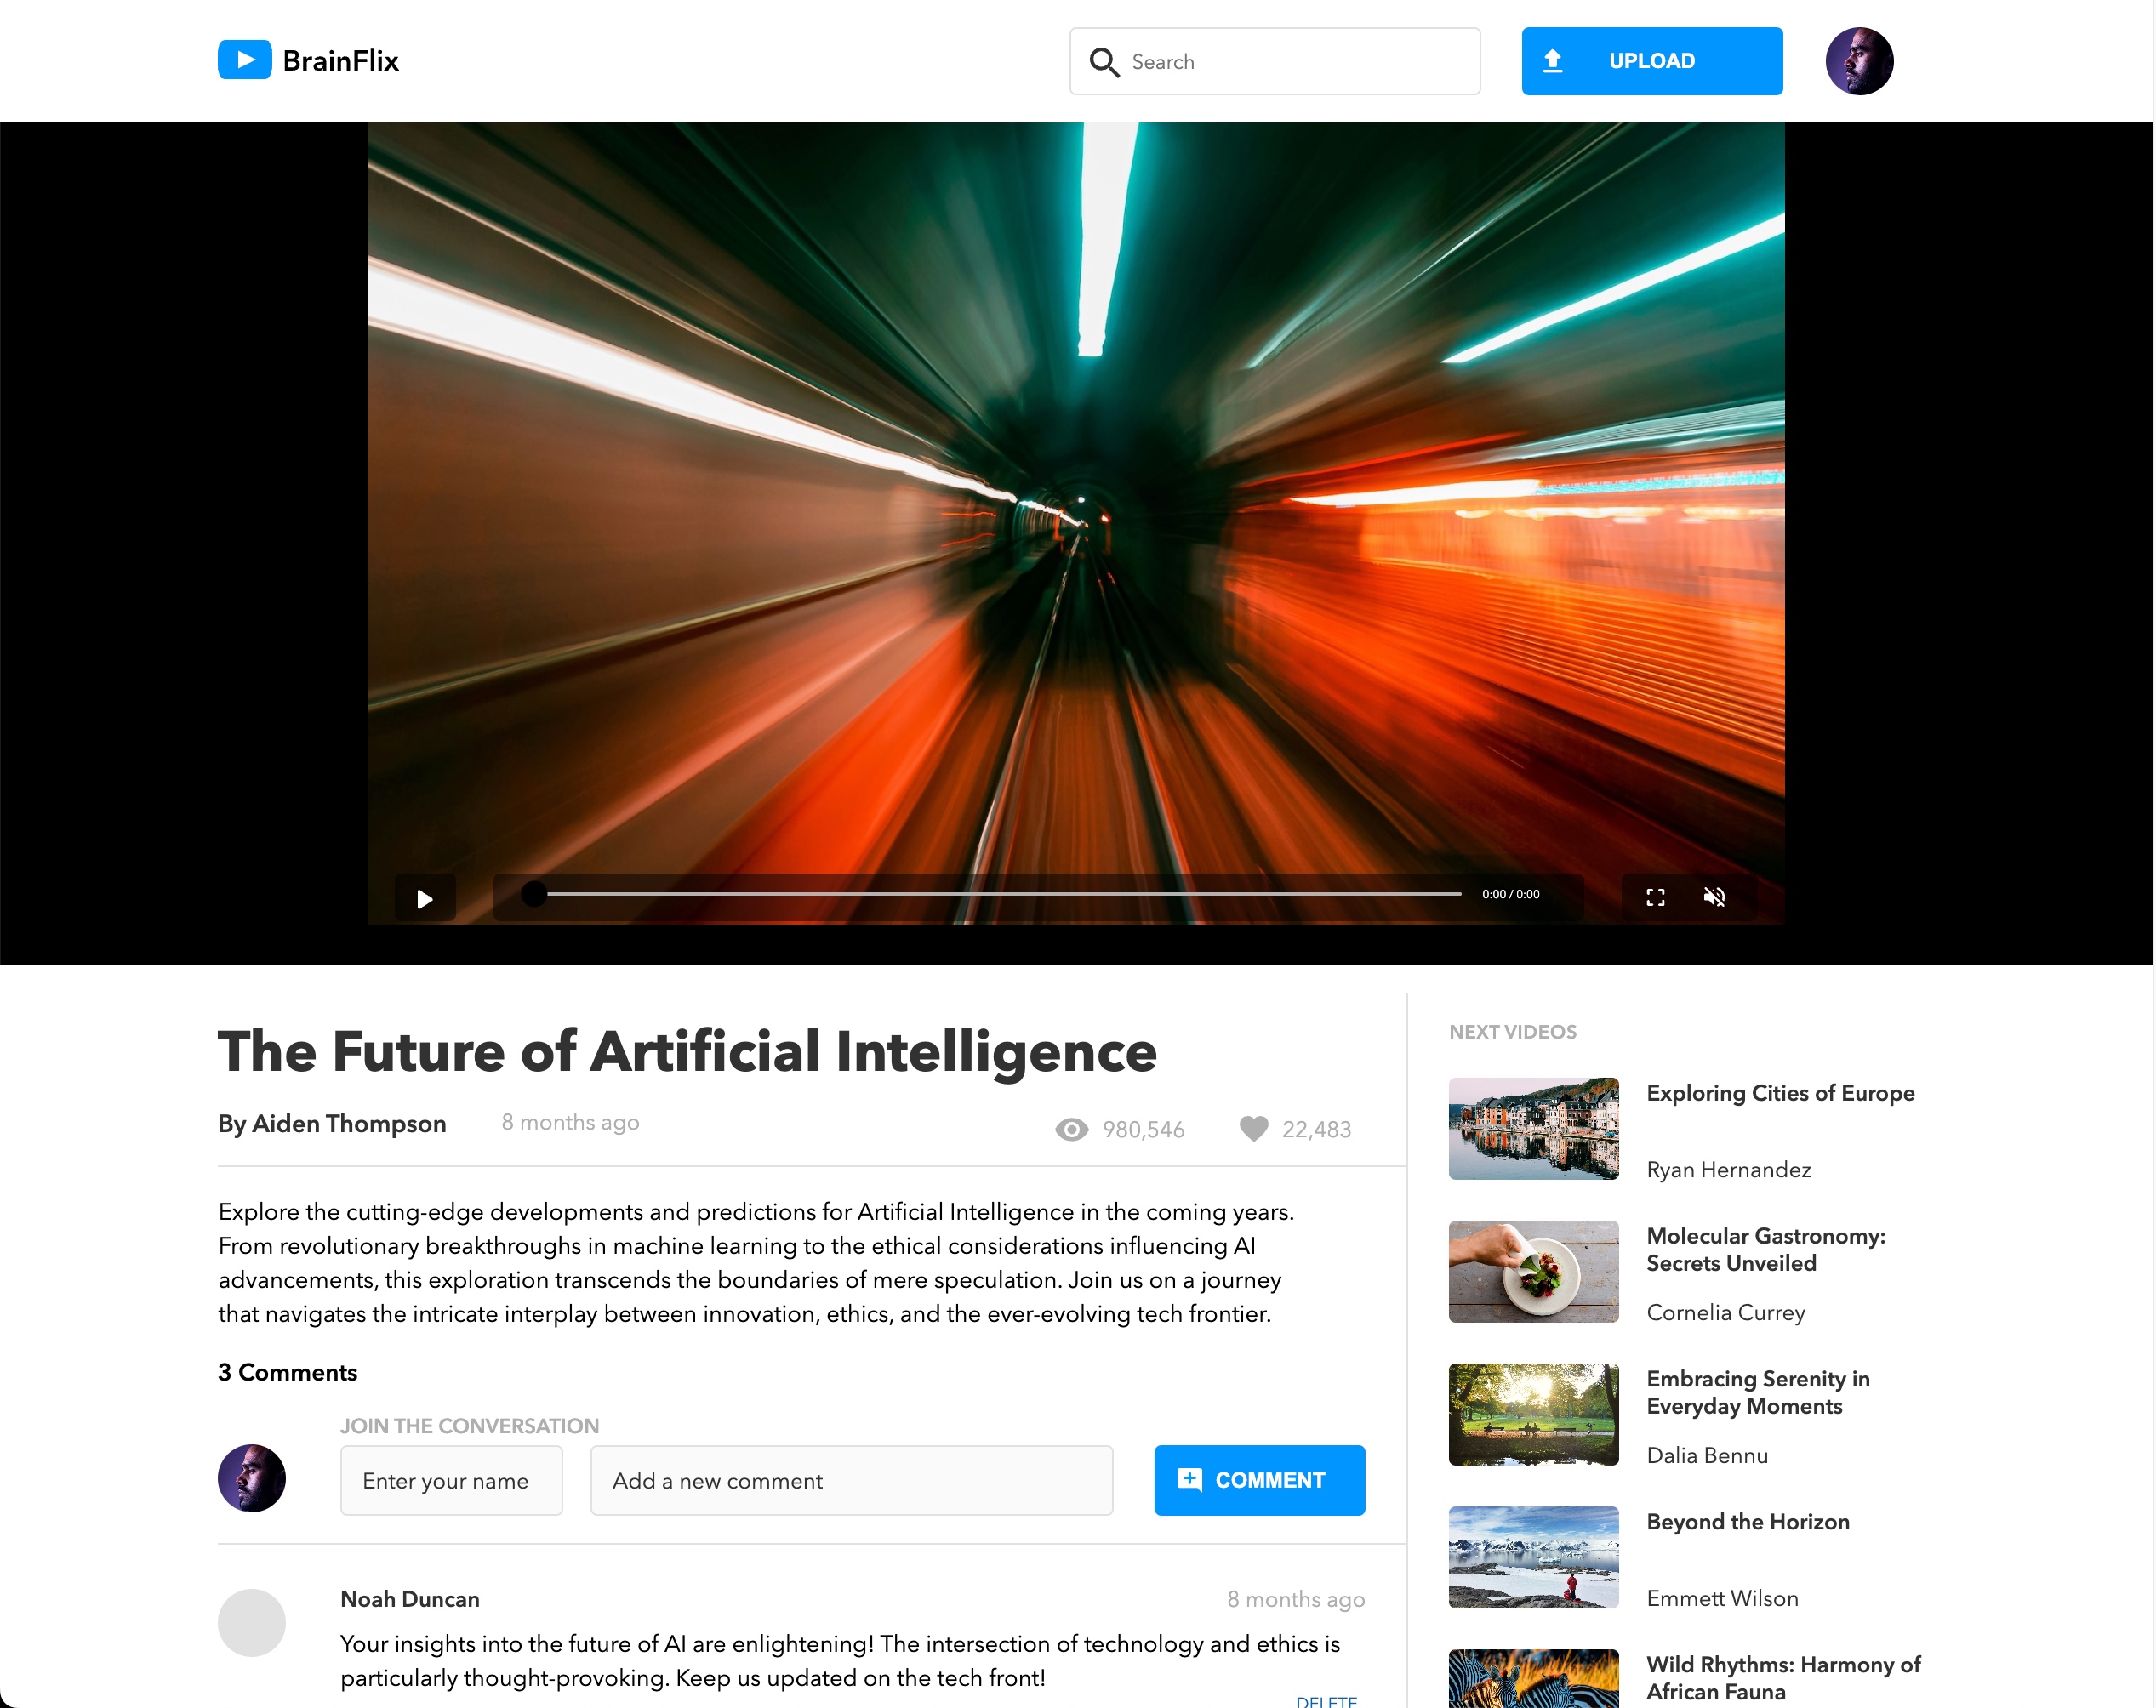 BrainFlix
Search
UPLOAD
0:00 / 0:00
The Future of Artificial Intelligence
By Aiden Thompson
8 months ago
980,546
22,483
Explore the cutting-edge developments and predictions for Artificial Intelligence in the coming years.
From revolutionary breakthroughs in machine learning to the ethical considerations influencing AI
advancements, this exploration transcends the boundaries of mere speculation. Join us on a journey
that navigates the intricate interplay between innovation, ethics, and the ever-evolving tech frontier.
3 Comments
JOIN THE CONVERSATION
Enter your name
Add a new comment
COMMENT
Noah Duncan
8 months ago
Your insights into the future of AI are enlightening! The intersection of technology and ethics is
particularly thought-provoking. Keep us updated on the tech front!
DELETE
NEXT VIDEOS
Exploring Cities of Europe
Ryan Hernandez
Molecular Gastronomy:
Secrets Unveiled
Cornelia Currey
Embracing Serenity in
Everyday Moments
Dalia Bennu
Beyond the Horizon
Emmett Wilson
Wild Rhythms: Harmony of
African Fauna